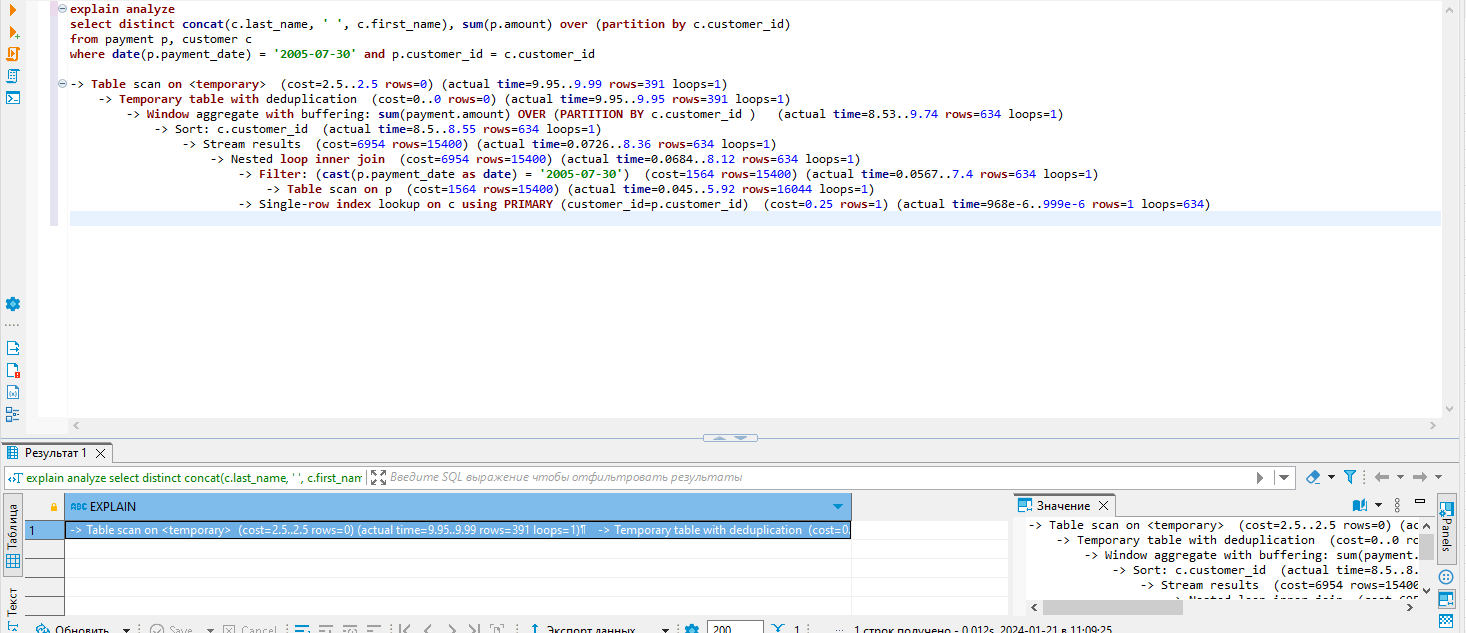 explain analyze
select distinct concat(c.last_name, ' ', c.first_name), sum(p.amount) over (partition by c.customer_id)
from payment p, customer c
where date(p.payment_date) = '2005-07-30' and p.customer_id = c.customer_id
-> Table scan on <temporary>  (cost=2.5..2.5 rows=0) (actual time=9.95..9.99 rows=391 loops=1)
-> Temporary table with deduplication  (cost=0..0 rows=0) (actual time=9.95..9.95 rows=391 loops=1)
-> Window aggregate with buffering: sum(payment.amount) OVER (PARTITION BY c.customer_id )   (actual time=8.53..9.74 rows=634 loops=1)
-> Sort: c.customer_id  (actual time=8.5..8.55 rows=634 loops=1)
-> Stream results  (cost=6954 rows=15400) (actual time=0.0726..8.36 rows=634 loops=1)
-> Nested loop inner join  (cost=6954 rows=15400) (actual time=0.0684..8.12 rows=634 loops=1)
-> Filter: (cast(p.payment_date as date) = '2005-07-30')  (cost=1564 rows=15400) (actual time=0.0567..7.4 rows=634 loops=1)
-> Table scan on p  (cost=1564 rows=15400) (actual time=0.045..5.92 rows=16044 loops=1)
-> Single-row index lookup on c using PRIMARY (customer_id=p.customer_id)  (cost=0.25 rows=1) (actual time=968e-6..999e-6 rows=1 loops=634)
Результат 1
explain analyze select distinct concat(c.last_name, ' ', c.first_nam
Введите SQL выражение чтобы отфильтровать результаты
Таблица
Текст
ABC EXPLAIN
1
-> Table scan on <temporary>  (cost=2.5..2.5 rows=0) (actual time=9.95..9.99 rows=391 loops=1)¶    -> Temporary table with deduplication  (cost=0
Значение
-> Table scan on <temporary>  (cost=2.5..2.5 rows=0) (ac
-> Temporary table with deduplication  (cost=0..0 ro
-> Window aggregate with buffering: sum(payment.
-> Sort: c.customer_id  (actual time=8.5..8.
-> Stream results  (cost=6954 rows=15400
Panels
Обновить
Save
Cancel
Экспорт данных
200
1
1 строк получено - 0.012s, 2024-01-21 в 11:09:25